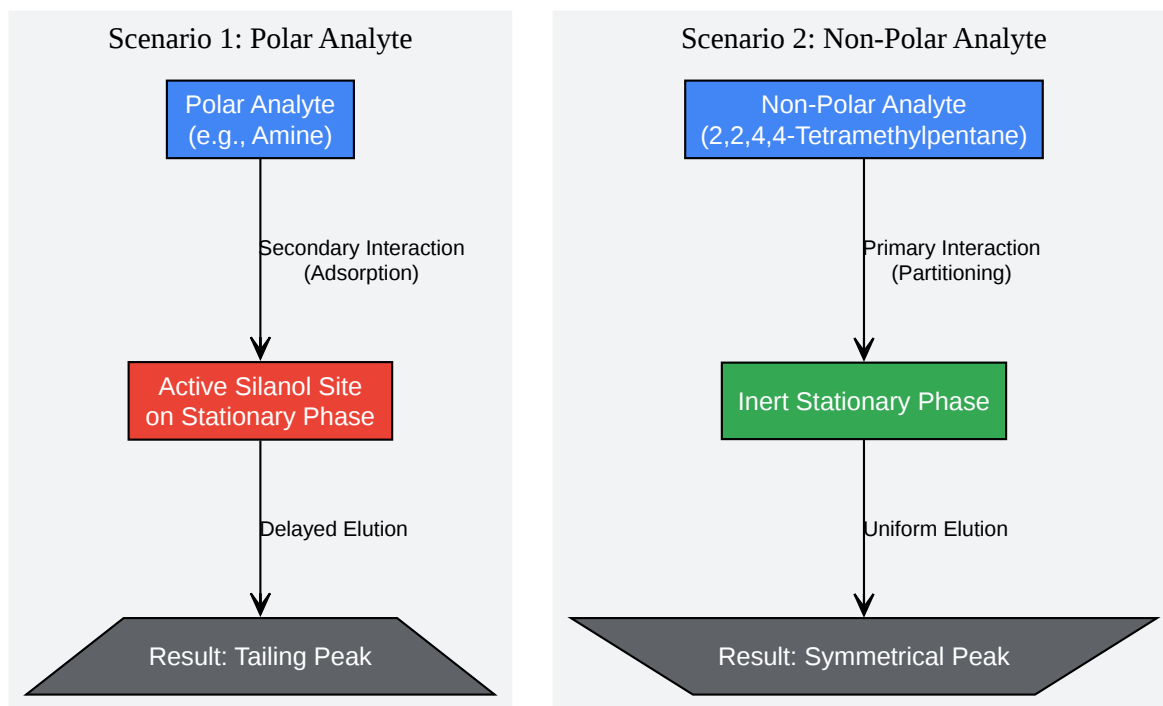 Scenario 1: Polar Analyte
Polar Analyte
(e.g., Amine)
Secondary Interaction
(Adsorption)
Active Silanol Site
on Stationary Phase
Delayed Elution
Result: Tailing Peak
Scenario 2: Non-Polar Analyte
Non-Polar Analyte
(2,2,4,4-Tetramethylpentane)
Primary Interaction
(Partitioning)
Inert Stationary Phase
Uniform Elution
Result: Symmetrical Peak